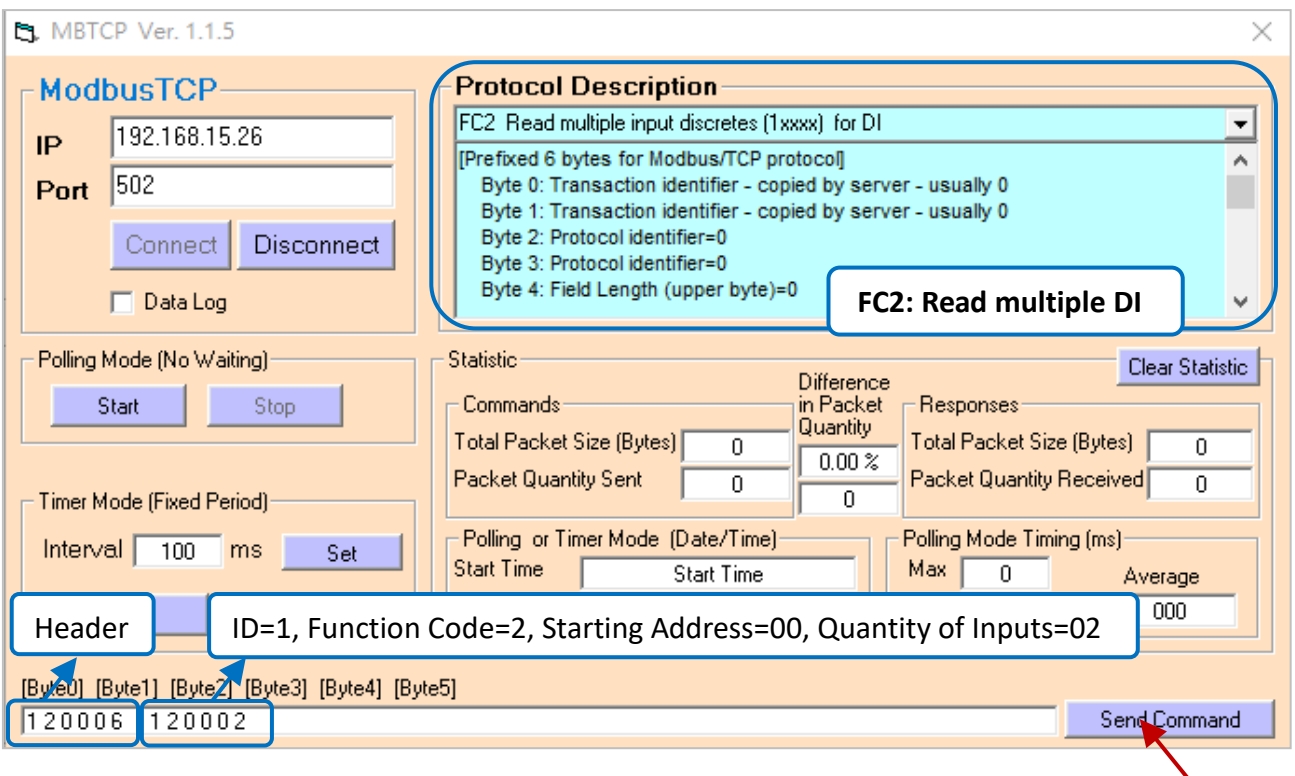 MBTCP Ver. 1.1.5
ModbusTCP
IP 192.168.15.26
Port 502
Connect Disconnect
Data Log
Protocol Description
FC2 Read multiple input discretes (1xxxx) for DI
[Prefixed 6 bytes for Modbus/TCP protocol]
Byte 0: Transaction identifier - copied by server - usually 0
Byte 1: Transaction identifier - copied by server - usually 0
Byte 2: Protocol identifier=0
Byte 3: Protocol identifier=0
Byte 4: Field Length (upper byte)=0
FC2: Read multiple DI
Polling Mode (No Waiting)
Start Stop
Timer Mode (Fixed Period)
Interval 100 ms Set
Statistic
Clear Statistic
Commands
Total Packet Size (Bytes) 0
Packet Quantity Sent 0
Difference
in Packet
Quantity
0.00 %
0
Responses
Total Packet Size (Bytes) 0
Packet Quantity Received 0
Polling or Timer Mode (Date/Time)
Start Time Start Time
Polling Mode Timing (ms)
Max 0
Average
000
Header
ID=1, Function Code=2, Starting Address=00, Quantity of Inputs=02
[Byte0] [Byte1] [Byte2] [Byte3] [Byte4] [Byte5]
1 2 0 0 0 6 1 2 0 0 0 2
Send Command